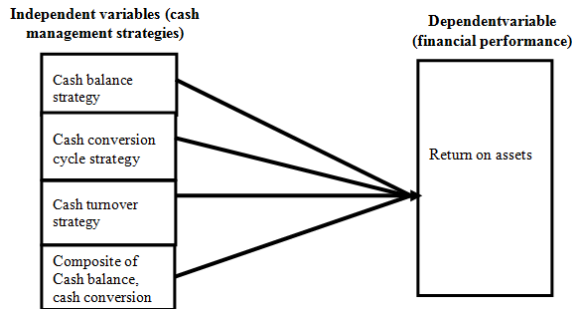 Independent variables (cash
management strategies)
Cash balance
strategy
Cash conversion
cycle strategy
Cash turnover
strategy
Composite of
Cash balance,
cash conversion
Dependentvariable
(financial performance)
Return on assets